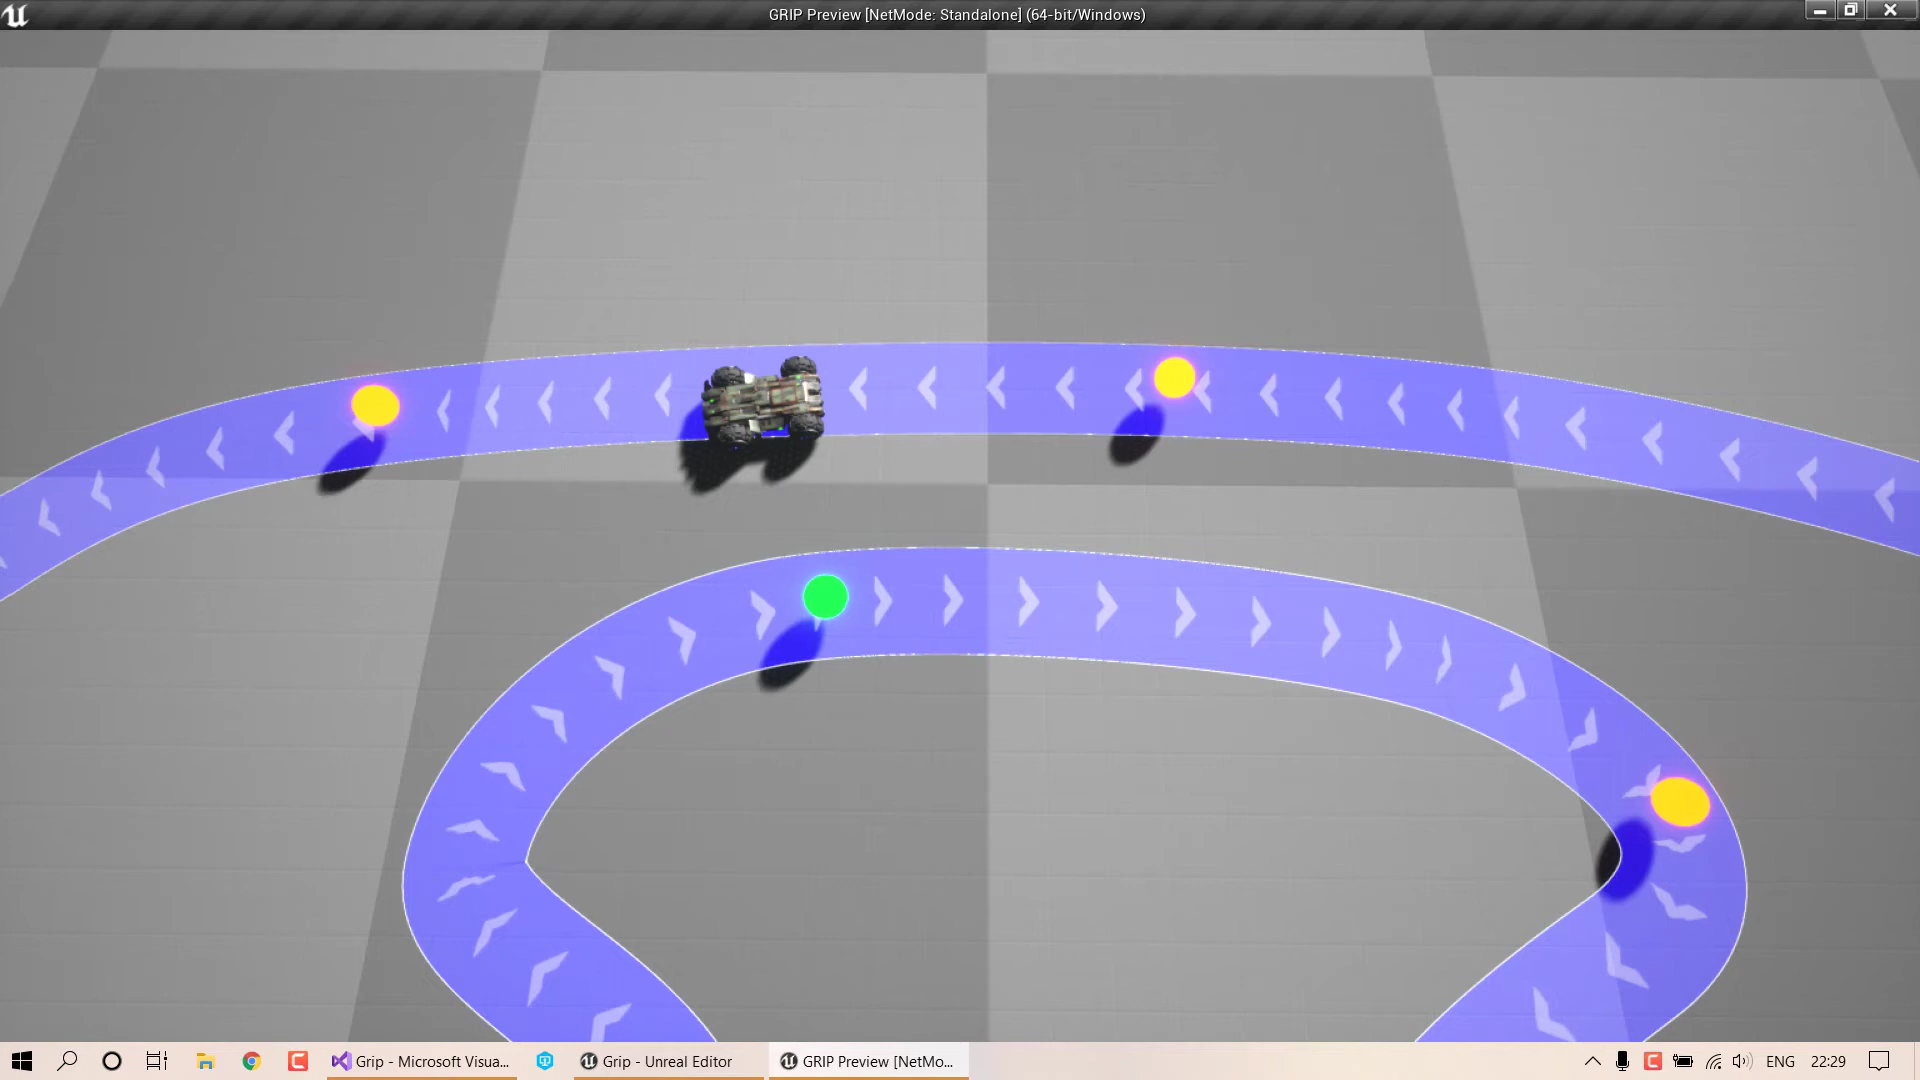 GRIP Preview [NetMode: Standalone] (64-bit/Windows)
Grip - Microsoft Visua...
Grip - Unreal Editor
GRIP Preview [NetMo...
ENG
22:29